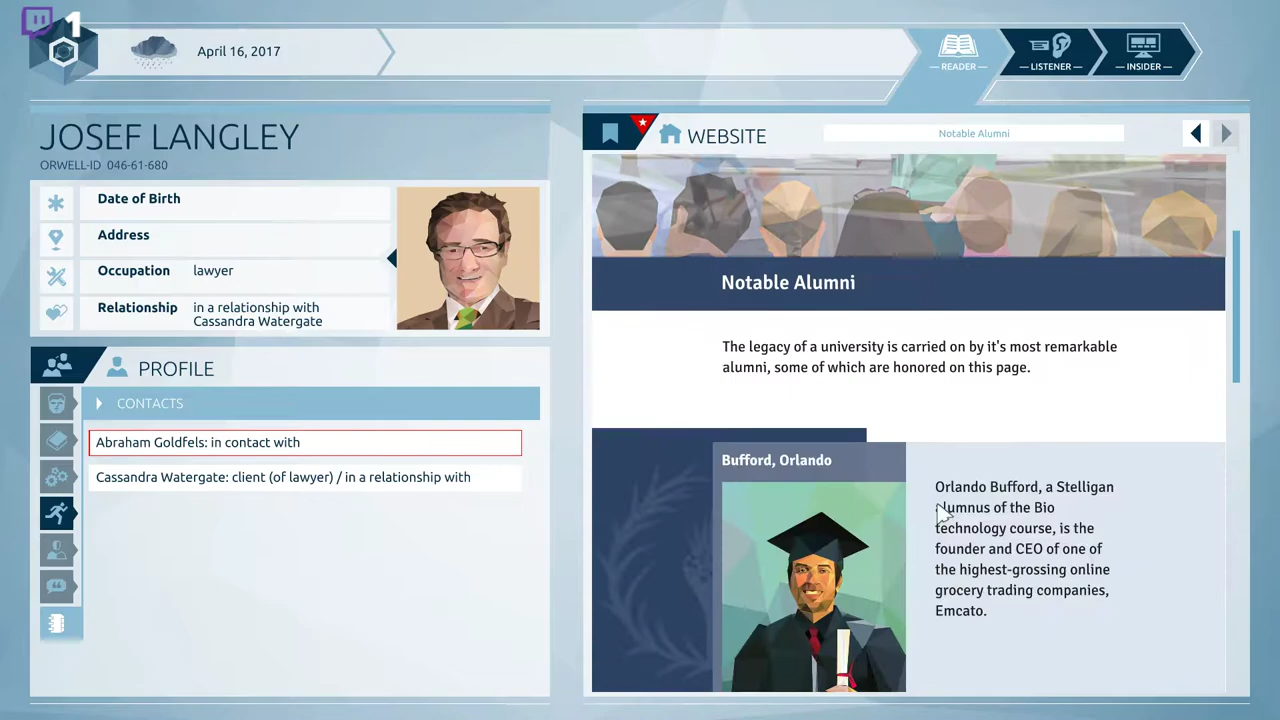 1
April 16, 2017
READER
LISTENER
INSIDER
JOSEF LANGLEY
ORWELL-ID 046-61-680
Date of Birth
Address
Occupation lawyer
Relationship in a relationship with
Cassandra Watergate
PROFILE
CONTACTS
Abraham Goldfels: in contact with
Cassandra Watergate: client (of lawyer) / in a relationship with
WEBSITE
Notable Alumni
Notable Alumni
The legacy of a university is carried on by it's most remarkable
alumni, some of which are honored on this page.
Bufford, Orlando
Orlando Bufford, a Stelligan
alumnus of the Bio
technology course, is the
founder and CEO of one of
the highest-grossing online
grocery trading companies,
Emcato.